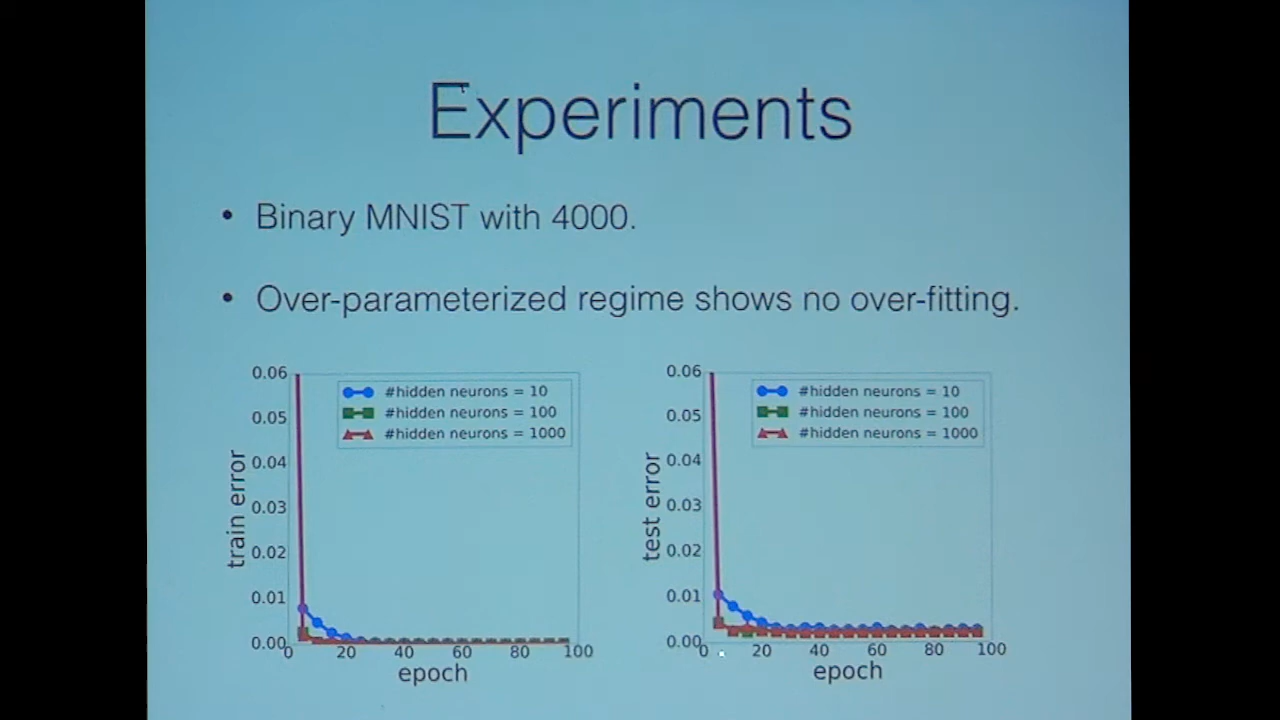 Experiments
• Binary MNIST with 4000.
• Over-parameterized regime shows no over-fitting.
0.06
0.05
0.04
0.03
0.02
0.01
0.00
train error
#hidden neurons = 10
#hidden neurons = 100
#hidden neurons = 1000
0 20 40 60 80 100
epoch
0.06
0.05
0.04
0.03
0.02
0.01
0.00
test error
#hidden neurons = 10
#hidden neurons = 100
#hidden neurons = 1000
0 20 40 60 80 100
epoch